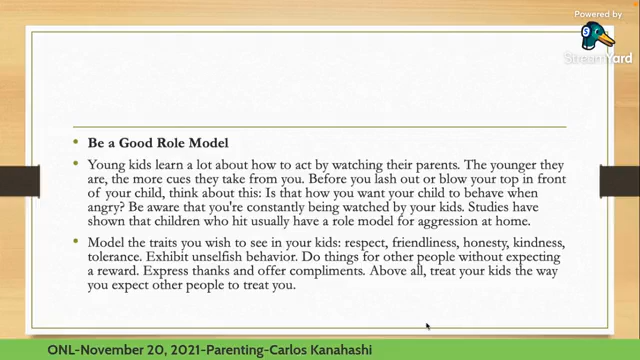 Powered by
StreamYard
Be a Good Role Model
Young kids learn a lot about how to act by watching their parents. The younger they
are, the more cues they take from you. Before you lash out or blow your top in front
of your child, think about this: Is that how you want your child to behave when
angry? Be aware that you're constantly being watched by your kids. Studies have
shown that children who hit usually have a role model for aggression at home.
Model the traits you wish to see in your kids: respect, friendliness, honesty, kindness,
tolerance. Exhibit unselfish behavior. Do things for other people without expecting
a reward. Express thanks and offer compliments. Above all, treat your kids the way
you expect other people to treat you.
ONL-November 20, 2021-Parenting-Carlos Kanahashi